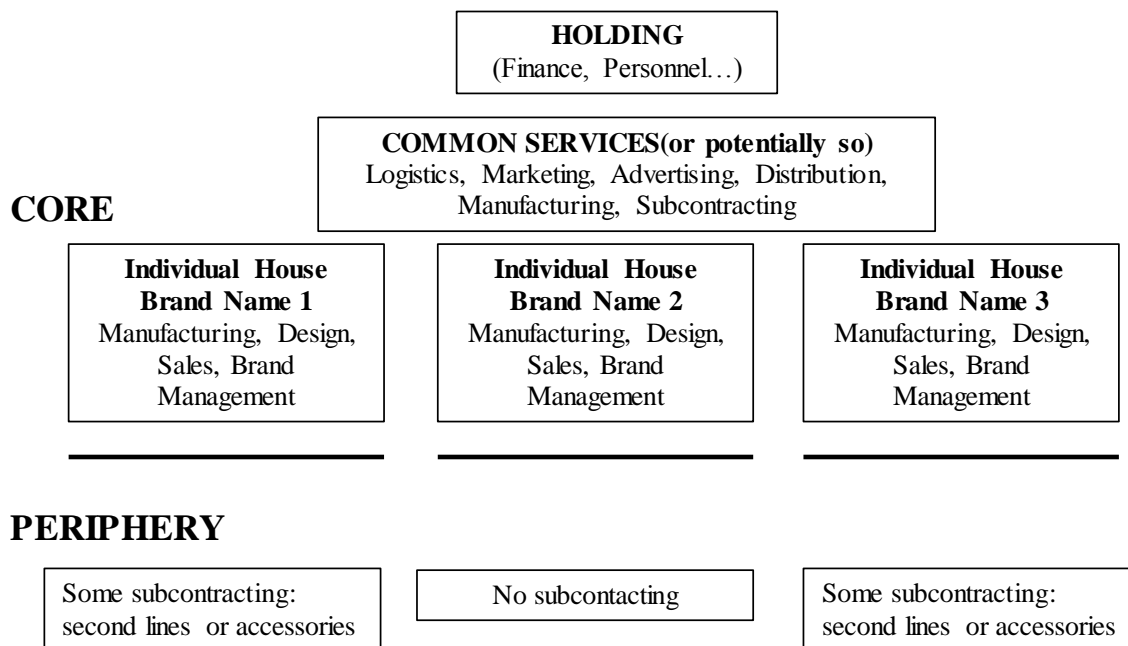 HOLDING
(Finance, Personnel…)
COMMON SERVICES(or potentially so)
Logistics, Marketing, Advertising, Distribution,
Manufacturing, Subcontracting
CORE
Individual House
Brand Name 1
Manufacturing, Design,
Sales, Brand
Management
Individual House
Brand Name 2
Manufacturing, Design,
Sales, Brand
Management
Individual House
Brand Name 3
Manufacturing, Design,
Sales, Brand
Management
PERIPHERY
Some subcontracting:
second lines or accessories
No subcontacting
Some subcontracting:
second lines or accessories